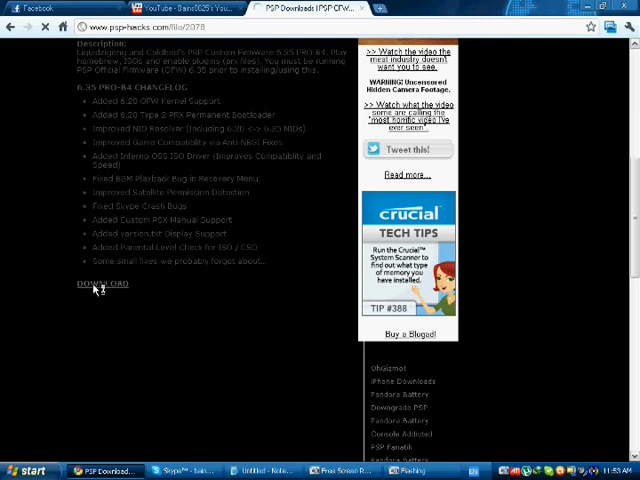 Facebook
YouTube - Bains0829's You...
PSP Downloads | PSP CFW...
www.psp-hacks.com/file/2078
Description:
Liquidzigong and Coldbird's PSP Custom Firmware 6.35 PRO-B4. Play
homebrew, ISOs and enable plugins (prx files). You must be running
PSP Official firmware (OFW) 6.35 prior to installing/using this.
6.35 PRO-B4 CHANGELOG
Added 6.20 OFW Kernel Support
Added 6.20 Type 2 PRX Permanent Bootloader
Improved NID Resolver (Including 6.20 <-> 6.35 NIDs)
Improved Game Compatibility via Anti-NBGI Fixes
Added Inferno OSS ISO Driver (Improves Compatiblity and
Speed)
Fixed BGM Playback Bug in Recovery Menu
Improved Satellite Permission Detection
Fixed Skype Crash Bugs
Added Custom PSX Manual Support
Added version.txt Display Support
Added Parental Level Check for ISO / CSO
Some small fixes we probably forgot about...
DOWNLOAD
>> Watch the video the
meat industry doesn't
want you to see.
WARNING! Uncensored
Hidden Camera Footage.
>> Watch what the video
some are calling the
"most horrific video I've
ever seen"
Tweet this!
Read more...
crucial
TECH TIPS
Run the Crucial™
System Scanner to
find out what type
of memory you
have installed.
TIP #388
Buy a Blogad!
OhGizmo!
iPhone Downloads
Pandora Battery
Downgrade PSP
Pandora Battery
Console Addicted
PSP Fanatik
Pandora Battery
start
PSP Download...
Skype™ - bain...
Untitled - Note...
Free Screen R...
Flashing
11:53 AM